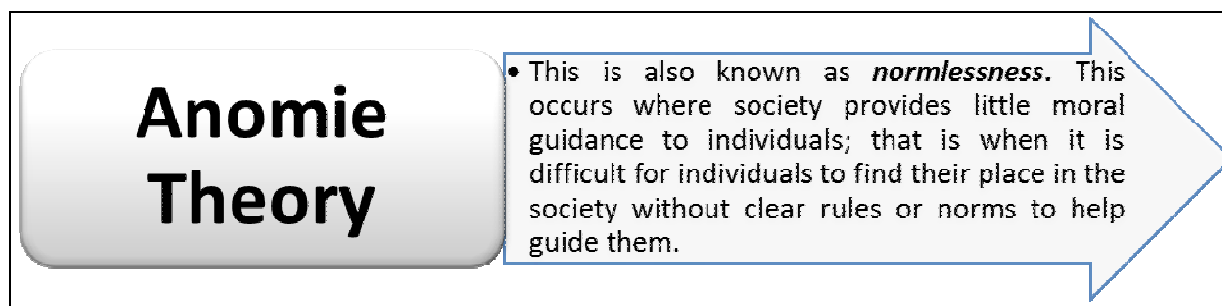 Anomie
Theory
• This is also known as normlessness. This
occurs where society provides little moral
guidance to individuals; that is when it is
difficult for individuals to find their place in the
society without clear rules or norms to help
guide them.